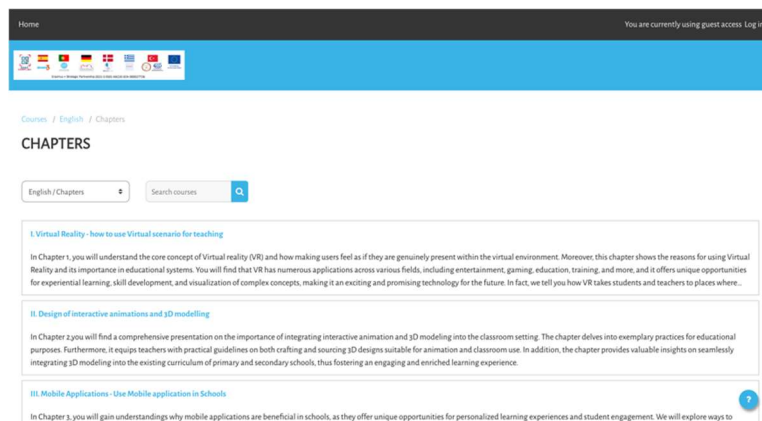 Home
You are currently using guest access Log in
Courses / English / Chapters
CHAPTERS
English / Chapters
Search courses
I. Virtual Reality - how to use Virtual scenario for teaching
In Chapter 1, you will understand the core concept of Virtual reality (VR) and how making users feel as if they are genuinely present within the virtual environment. Moreover, this chapter shows the reasons for using Virtual
Reality and its importance in educational systems. You will find that VR has numerous applications across various fields, including entertainment, gaming, education, training, and more, and it offers unique opportunities
for experiential learning, skill development, and visualization of complex concepts, making it an exciting and promising technology for the future. In fact, we tell you how VR takes students and teachers to places where...
II. Design of interactive animations and 3D modelling
In Chapter 2,you will find a comprehensive presentation on the importance of integrating interactive animation and 3D modeling into the classroom setting. The chapter delves into exemplary practices for educational
purposes. Furthermore, it equips teachers with practical guidelines on both crafting and sourcing 3D designs suitable for animation and classroom use. In addition, the chapter provides valuable insights on seamlessly
integrating 3D modeling into the existing curriculum of primary and secondary schools, thus fostering an engaging and enriched learning experience.
III. Mobile Applications - Use Mobile application in Schools
?
In Chapter 3, you will gain understandings why mobile applications are beneficial in schools, as they offer unique opportunities for personalized learning experiences and student engagement. We will explore ways to